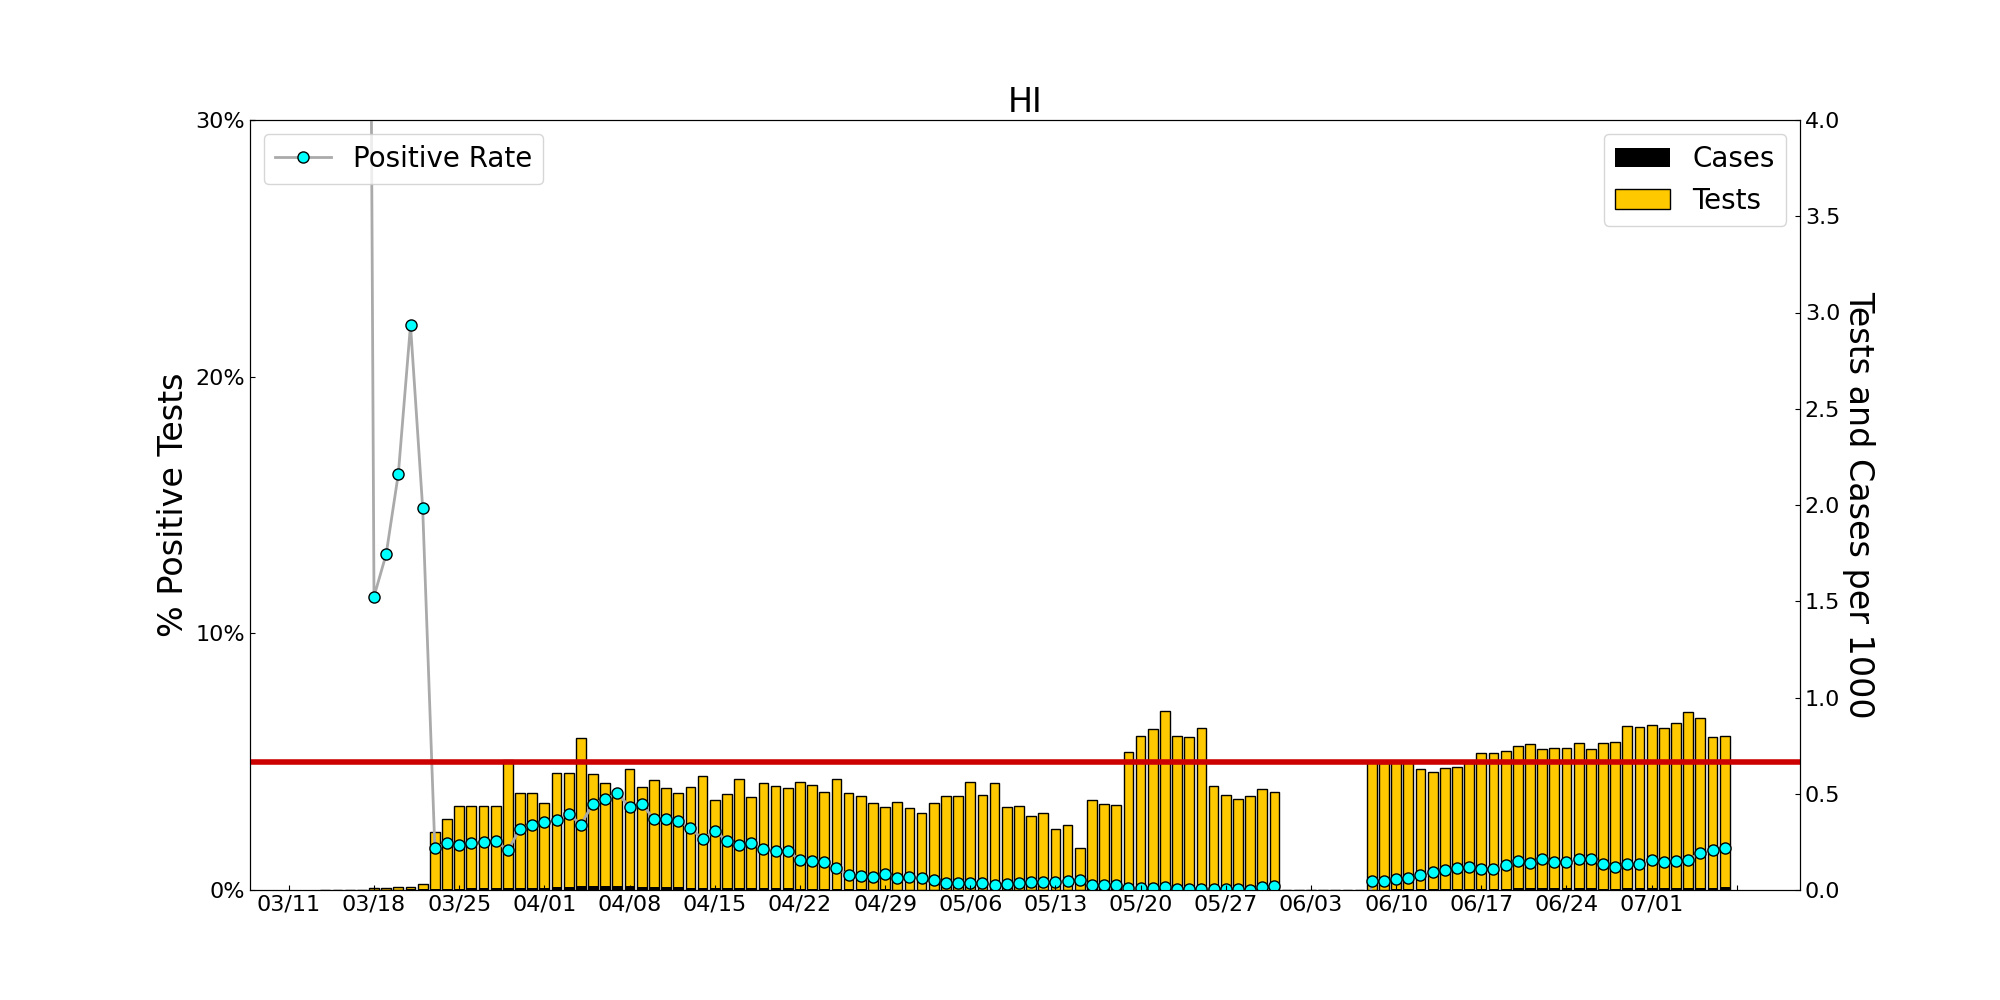 HI
30%
20%
10%
0%
% Positive Tests
Positive Rate
Cases
Tests
4.0
3.5
3.0
2.5
2.0
1.5
1.0
0.5
0.0
Tests and Cases per 1000
03/11 03/18 03/25 04/01 04/08 04/15 04/22 04/29 05/06 05/13 05/20 05/27 06/03 06/10 06/17 06/24 07/01